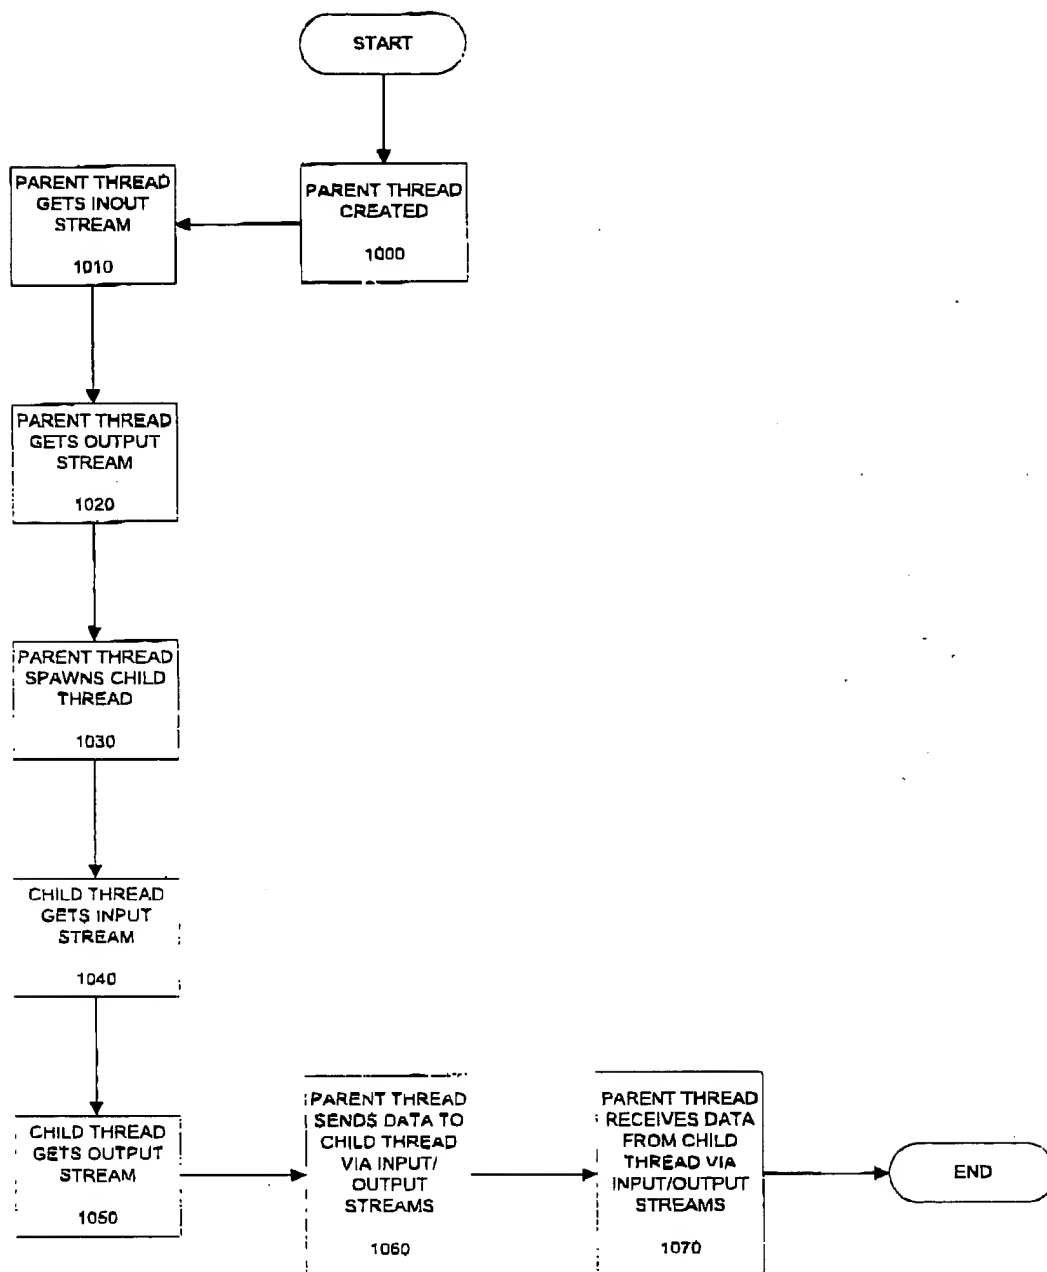 START
PARENT THREAD
CREATED
1000
PARENT THREAD
GETS INOUT
STREAM
1010
PARENT THREAD
GETS OUTPUT
STREAM
1020
PARENT THREAD
SPAWNS CHILD
THREAD
1030
CHILD THREAD
GETS INPUT
STREAM
1040
CHILD THREAD
GETS OUTPUT
STREAM
1050
PARENT THREAD
SENDS DATA TO
CHILD THREAD
VIA INPUT/
OUTPUT
STREAMS
1060
PARENT THREAD
RECEIVES DATA
FROM CHILD
THREAD VIA
INPUT/OUTPUT
STREAMS
1070
END